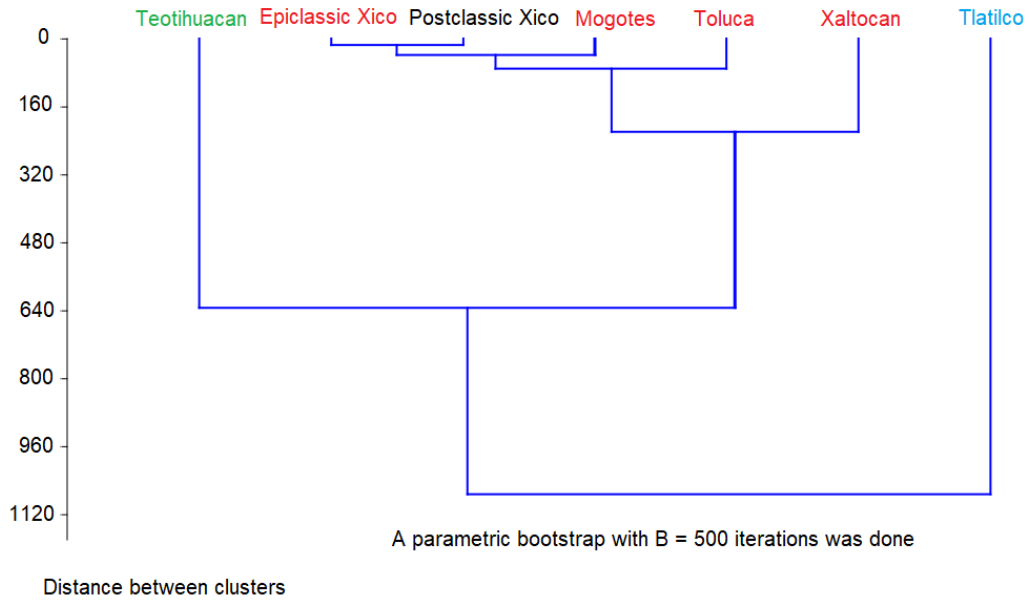 Teotihuacan Epiclassic Xico Postclassic Xico Mogotes Toluca Xaltocan Tlatilco
0
160
320
480
640
800
960
1120
A parametric bootstrap with B = 500 iterations was done
Distance between clusters